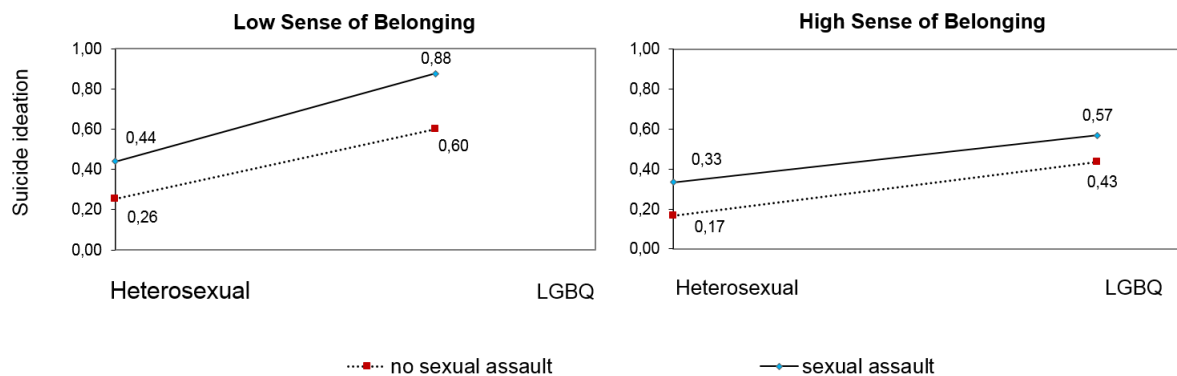 Low Sense of Belonging
Suicide ideation
1,00
0,80
0,60
0,40
0,20
0,00
0,44
0,88
0,26
0,60
Heterosexual
LGBQ
High Sense of Belonging
1,00
0,80
0,60
0,40
0,20
0,00
0,33
0,57
0,17
0,43
Heterosexual
LGBQ
no sexual assault
sexual assault